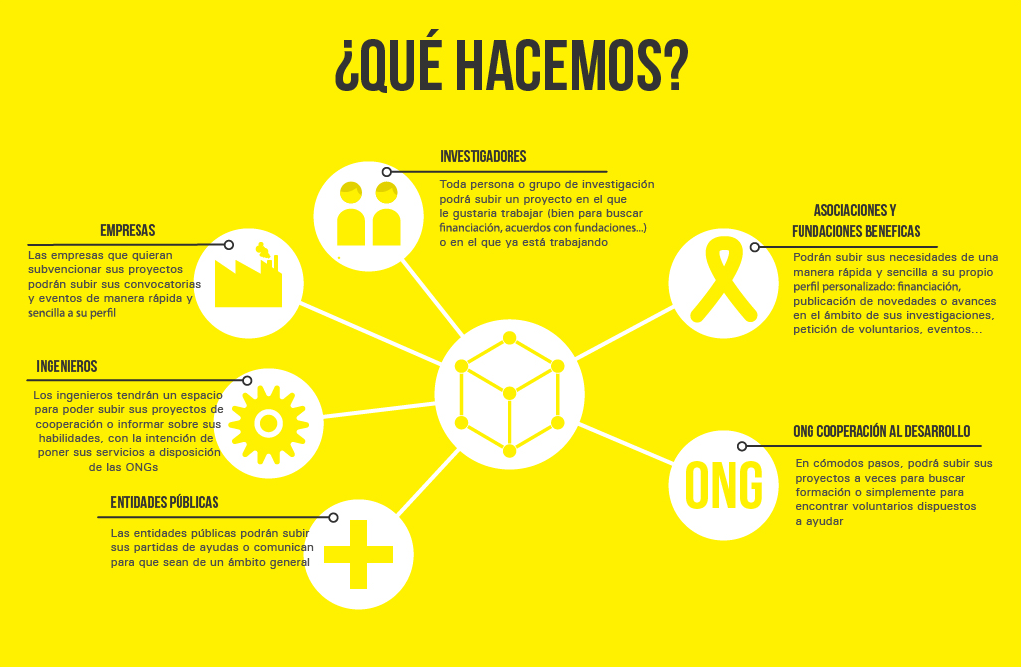 ¿QUÉ HACEMOS?
INVESTIGADORES
Toda persona o grupo de investigación
podrá subir un proyecto en el que
le gustaria trabajar (bien para buscar
financiación, acuerdos con fundaciones...)
o en el que ya está trabajando
ASOCIACIONES Y
FUNDACIONES BENEFICAS
Podrán subir sus necesidades de una
manera rápida y sencilla a su propio
perfil personalizado: financiación,
publicación de novedades o avances
en el ámbito de sus investigaciones,
petición de voluntarios, eventos...
EMPRESAS
Las empresas que quieran
subvencionar sus proyectos
podrán subir sus convocatorias
y eventos de manera rápida y
sencilla a su perfil
INGENIEROS
Los ingenieros tendrán un espacio
para poder subir sus proyectos de
cooperación o informar sobre sus
habilidades, con la intención de
poner sus servicios a disposición
de las ONGs
ONG COOPERACIÓN AL DESARROLLO
ONG
En cómodos pasos, podrá subir sus
proyectos a veces para buscar
formación o simplemente para
encontrar voluntarios dispuestos
a ayudar
ENTIDADES PÚBLICAS
Las entidades públicas podrán subir
sus partidas de ayudas o comunican
para que sean de un ámbito general